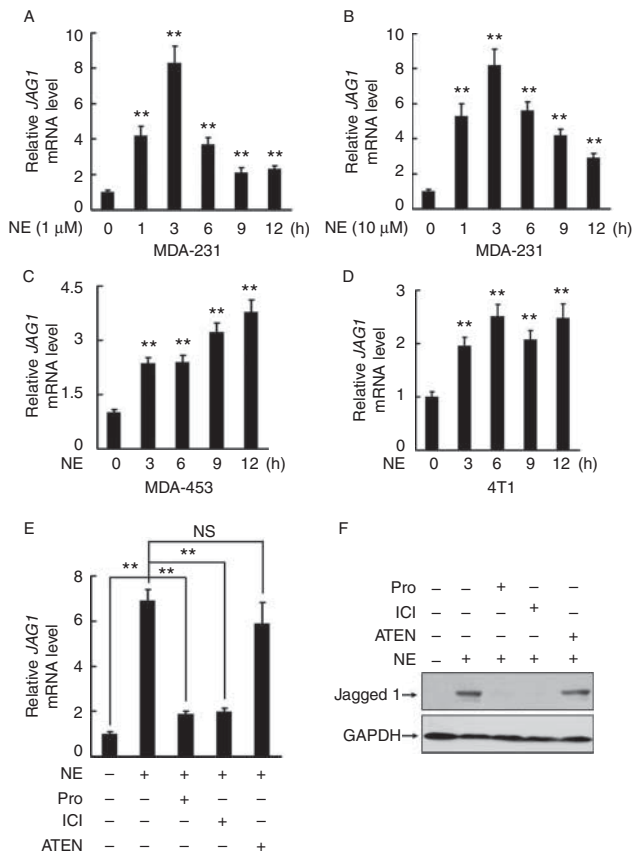 A
Relative JAG1
mRNA level
10
8
6
4
2
0
** ** ** ** **
NE (1 μM) 0 1 3 6 9 12 (h)
MDA-231
B
Relative JAG1
mRNA level
10
8
6
4
2
0
** ** ** ** **
NE (10 μM) 0 1 3 6 9 12 (h)
MDA-231
C
Relative JAG1
mRNA level
4.5
3
1.5
0
** ** ** **
NE 0 3 6 9 12 (h)
MDA-453
D
Relative JAG1
mRNA level
3
2
1
0
** ** ** **
NE 0 3 6 9 12 (h)
4T1
E
NS
**
** **
Relative JAG1
mRNA level
8
6
4
2
0
– + + + + NE
– – + – – Pro
– – – + – ICI
– – – – + ATEN
F
Pro – – + – –
ICI – – – + –
ATEN – – – – +
NE – + + + +
Jagged 1
GAPDH